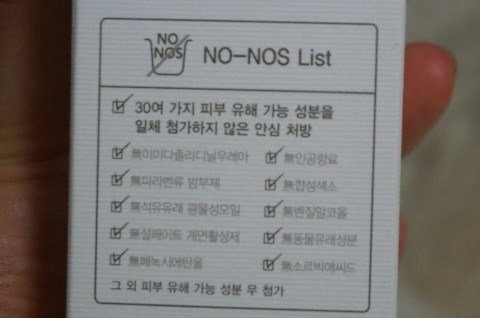 NO
NOS
NO-NOS List
30여 가지 피부 유해 가능 성분을
일체 첨가하지 않은 안심 처방
無이미다졸리디닐우레아
無인공향료
無파라벤류 방부제
無합성색소
無석유유래 광물성오일
無벤질알코올
無설페이트 계면활성제
無동물유래성분
無페녹시에탄올
無소르빅애씨드
그 외 피부 유해 가능 성분 무 첨가